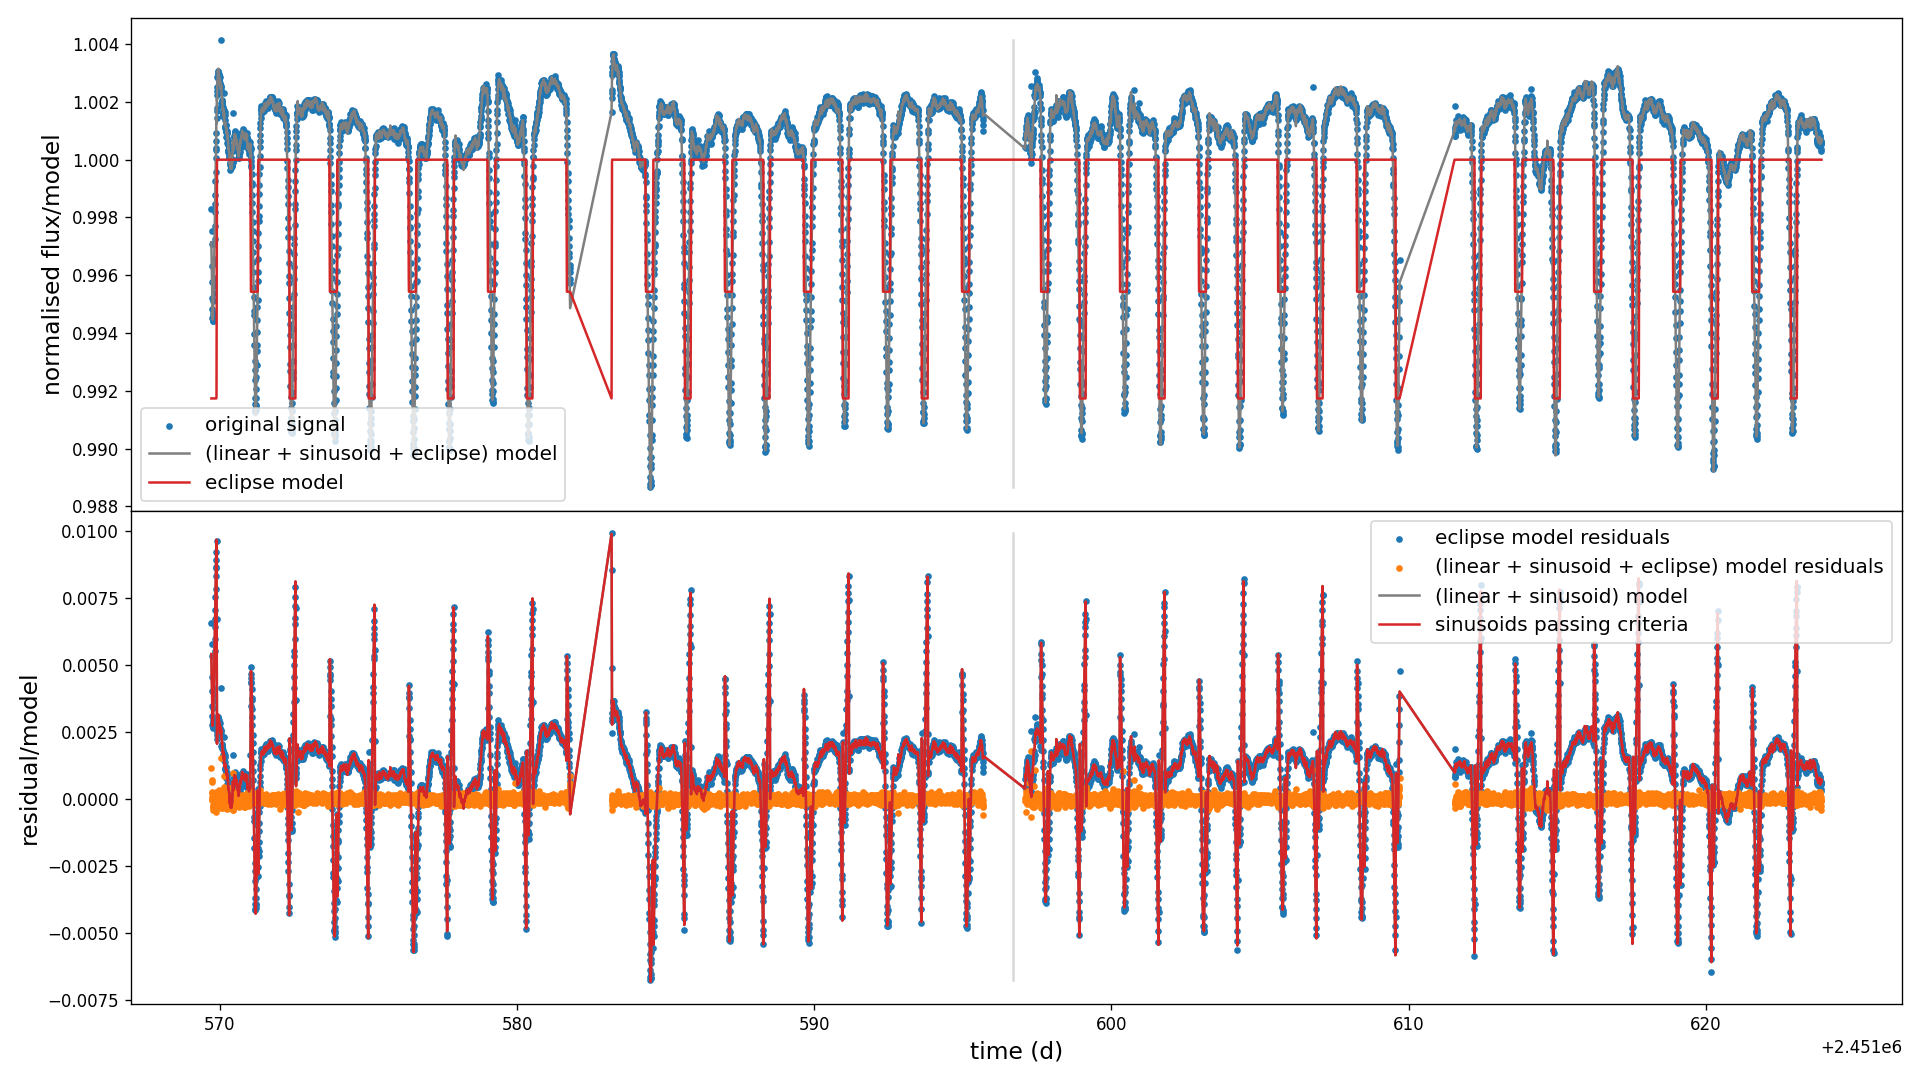 normalised flux/model
1.004
1.002
1.000
0.998
0.996
0.994
0.992
0.990
0.988
original signal
(linear + sinusoid + eclipse) model
eclipse model
residual/model
0.0100
0.0075
0.0050
0.0025
0.0000
−0.0025
−0.0050
−0.0075
eclipse model residuals
(linear + sinusoid + eclipse) model residuals
(linear + sinusoid) model
sinusoids passing criteria
570
580
590
600
610
620
time (d)
+2.451e6